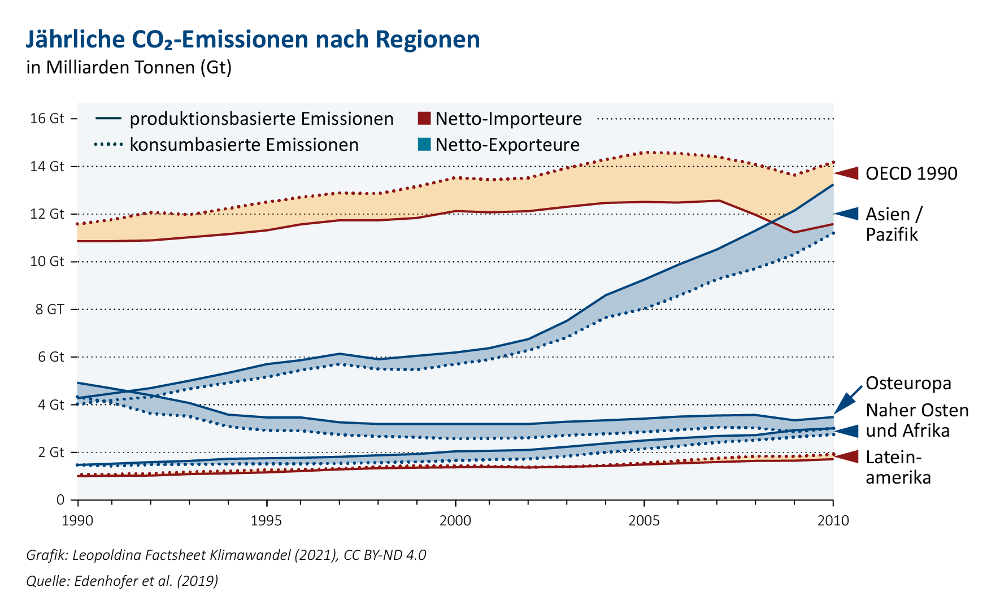 Jährliche CO₂-Emissionen nach Regionen
in Milliarden Tonnen (Gt)
16 Gt
produktionsbasierte Emissionen
Netto-Importeure
konsumbasierte Emissionen
Netto-Exporteure
14 Gt
OECD 1990
12 Gt
Asien /
Pazifik
10 Gt
8 GT
6 Gt
Osteuropa
4 Gt
Naher Osten
und Afrika
2 Gt
Latein-
amerika
0
1990
1995
2000
2005
2010
Grafik: Leopoldina Factsheet Klimawandel (2021), CC BY-ND 4.0
Quelle: Edenhofer et al. (2019)